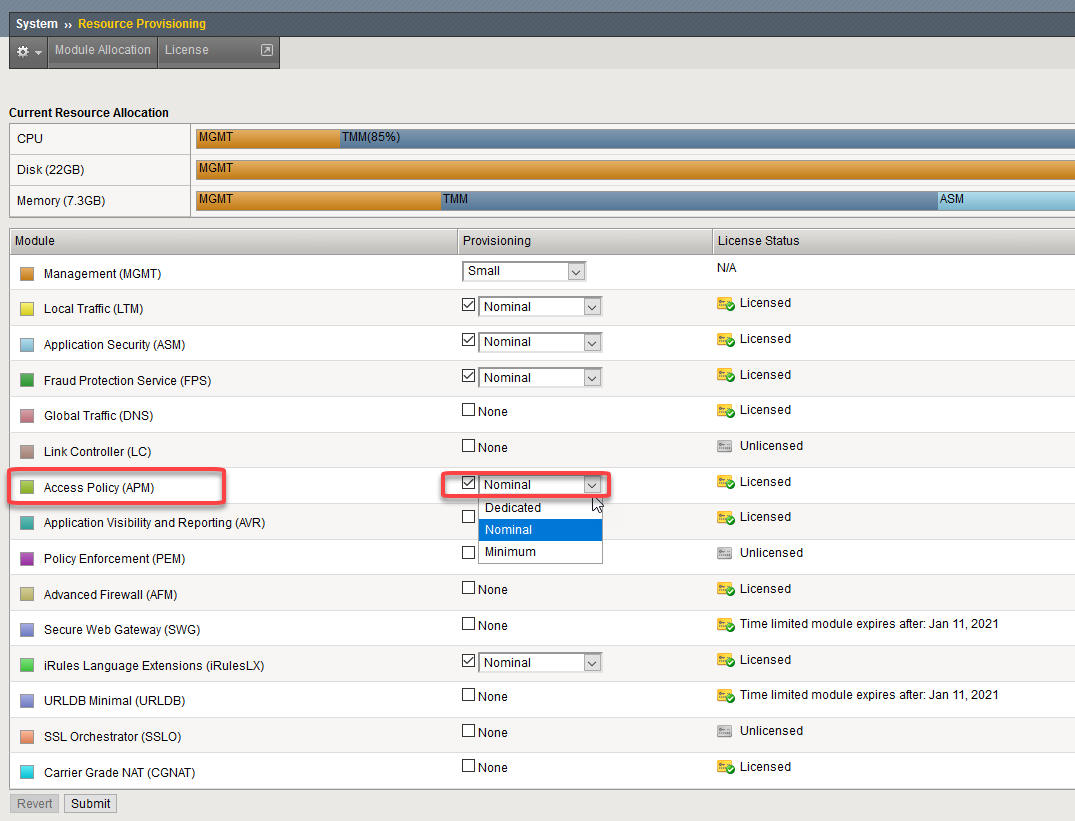 System ›› Resource Provisioning
Module Allocation License
Current Resource Allocation
CPU MGMT TMM(85%)
Disk (22GB) MGMT
Memory (7.3GB) MGMT TMM ASM
Module Provisioning License Status
Management (MGMT) Small N/A
Local Traffic (LTM) Nominal Licensed
Application Security (ASM) Nominal Licensed
Fraud Protection Service (FPS) Nominal Licensed
Global Traffic (DNS) None Licensed
Link Controller (LC) None Unlicensed
Access Policy (APM) Nominal Licensed
Dedicated
Application Visibility and Reporting (AVR) Nominal Licensed
Policy Enforcement (PEM) Minimum Unlicensed
Advanced Firewall (AFM) None Licensed
Secure Web Gateway (SWG) None Time limited module expires after: Jan 11, 2021
iRules Language Extensions (iRulesLX) Nominal Licensed
URLDB Minimal (URLDB) None Time limited module expires after: Jan 11, 2021
SSL Orchestrator (SSLO) None Unlicensed
Carrier Grade NAT (CGNAT) None Licensed
Revert Submit